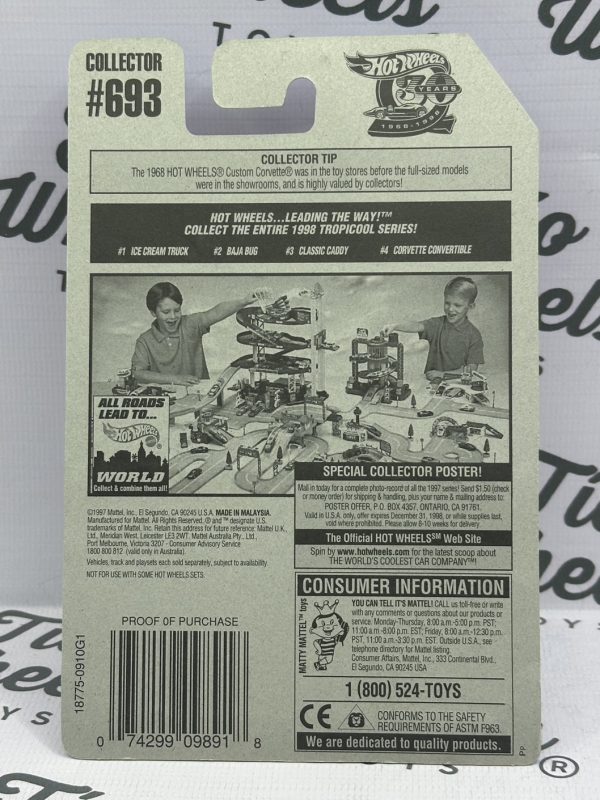 COLLECTOR
#693
Hot Wheels
30 YEARS
1968-1998
COLLECTOR TIP
The 1968 HOT WHEELS® Custom Corvette® was in the toy stores before the full-sized models
were in the showrooms, and is highly valued by collectors!
HOT WHEELS...LEADING THE WAY!™
COLLECT THE ENTIRE 1998 TROPICOOL SERIES!
#1 ICE CREAM TRUCK #2 BAJA BUG #3 CLASSIC CADDY #4 CORVETTE CONVERTIBLE
ALL ROADS
LEAD TO...
Hot Wheels
WORLD
Collect & combine them all!
SPECIAL COLLECTOR POSTER!
Mail in today for a complete photo-record of all the 1997 series! Send $1.50 (check
or money order) for shipping & handling, plus your name & mailing address to:
POSTER OFFER, P.O. BOX 4357, ONTARIO, CA 91761.
Valid in U.S.A. only, offer expires December 31, 1998, or while supplies last,
void where prohibited. Please allow 8-10 weeks for delivery.
The Official HOT WHEELS℠ Web Site
Spin by www.hotwheels.com for the latest scoop about
THE WORLD'S COOLEST CAR COMPANY™!
©1997 Mattel, Inc. El Segundo, CA 90245 U.S.A. MADE IN MALAYSIA.
Manufactured for Mattel. All Rights Reserved. ® and ™ designate U.S.
trademarks of Mattel, Inc. Retain this address for future reference: Mattel U.K.,
Ltd., Meridian West, Leicester LE3 2WT. Mattel Australia Pty., Ltd.,
Port Melbourne, Victoria 3207. - Consumer Advisory Service
1800 800 812 (valid only in Australia).
Vehicles, track and playsets each sold separately, subject to availability.
NOT FOR USE WITH SOME HOT WHEELS SETS.
CONSUMER INFORMATION
MATTY MATTEL™ toys
YOU CAN TELL IT'S MATTEL! CALL us toll-free or write
with any comments or questions about our products or
service. Monday-Thursday, 8:00 a.m.-5:00 p.m. PST;
11:00 a.m.-8:00 p.m. EST; Friday, 8:00 a.m.-12:30 p.m.
PST, 11:00 a.m.-3:30 p.m. EST. Outside U.S.A., see
telephone directory for Mattel listing.
Consumer Affairs, Mattel, Inc., 333 Continental Blvd.,
El Segundo, CA 90245 USA
1 (800) 524-TOYS
CE
CONFORMS TO THE SAFETY
REQUIREMENTS OF ASTM F963.
We are dedicated to quality products.
PP.
PROOF OF PURCHASE
0 74299 09891 8
18775-0910G1